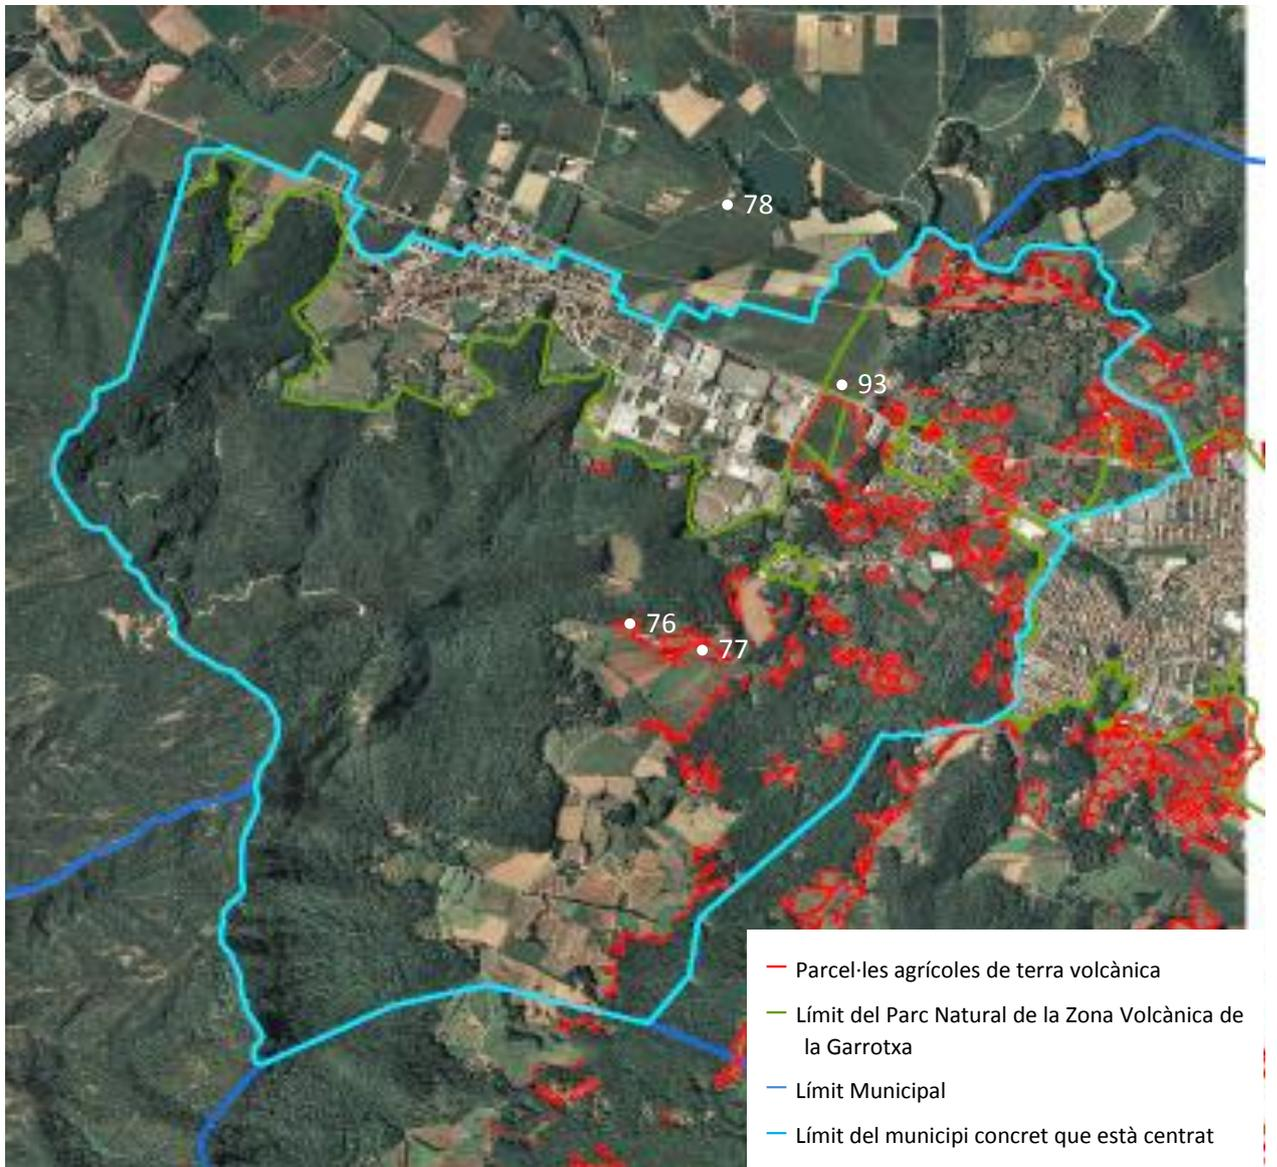 78
93
76
77
Parcel·les agrícoles de terra volcànica
Límit del Parc Natural de la Zona Volcànica de
la Garrotxa
Límit Municipal
Límit del municipi concret que està centrat